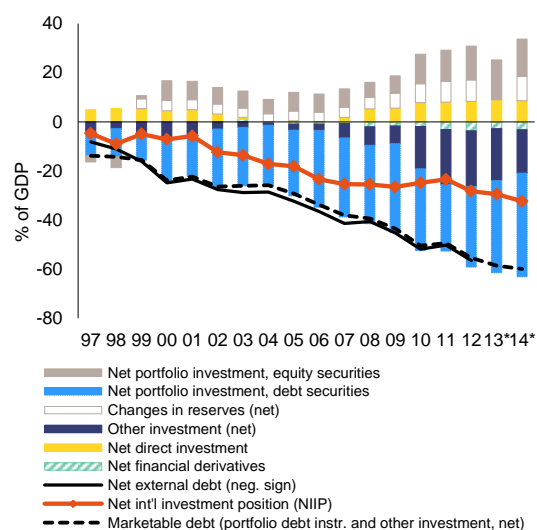 40
20
0
-20
-40
-60
-80
% of GDP
97 98 99 00 01 02 03 04 05 06 07 08 09 10 11 12 13* 14*
Net portfolio investment, equity securities
Net portfolio investment, debt securities
Changes in reserves (net)
Other investment (net)
Net direct investment
Net financial derivatives
Net external debt (neg. sign)
Net int'l investment position (NIIP)
Marketable debt (portfolio debt instr. and other investment, net)